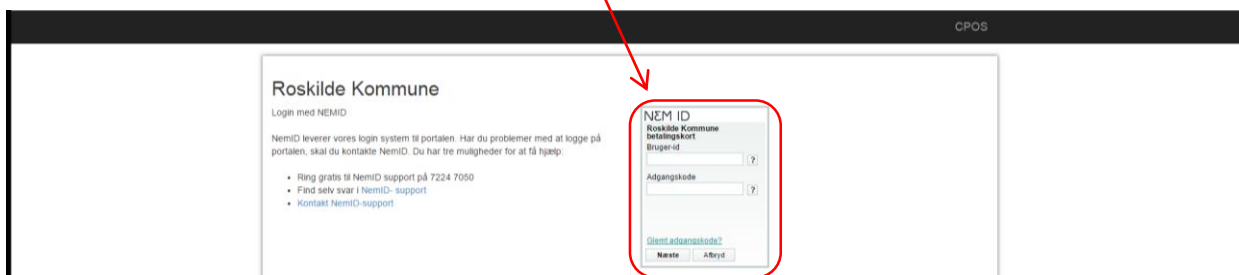 CPOS
Roskilde Kommune
Login med NEMID
NemID leverer vores login system til portalen. Har du problemer med at logge på
portalen, skal du kontakte NemID. Du har tre muligheder for at få hjælp:
• Ring gratis til NemID support på 7224 7050
• Find selv svar i NemID- support
• Kontakt NemID-support
NEM ID
Roskilde Kommune
betalingskort
Bruger-id
?
Adgangskode
?
Glemt adgangskode?
Næste Afbryd